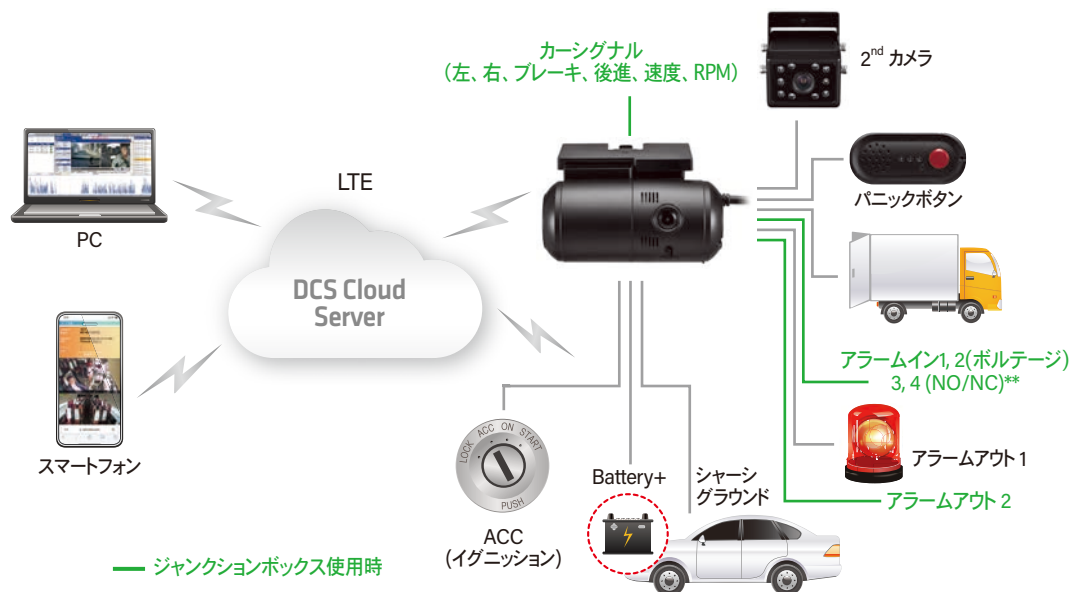 カーシグナル
（左、右、ブレーキ、後進、速度、RPM）
2nd カメラ
パニックボタン
LTE
PC
DCS Cloud
Server
スマートフォン
アラームイン1, 2(ボルテージ)
3, 4 (NO/NC)**
アラームアウト 1
アラームアウト 2
LOCK ACC ON START
PUSH
ACC
(イグニッション)
Battery+
シャーシ
グラウンド
ジャンクションボックス使用時